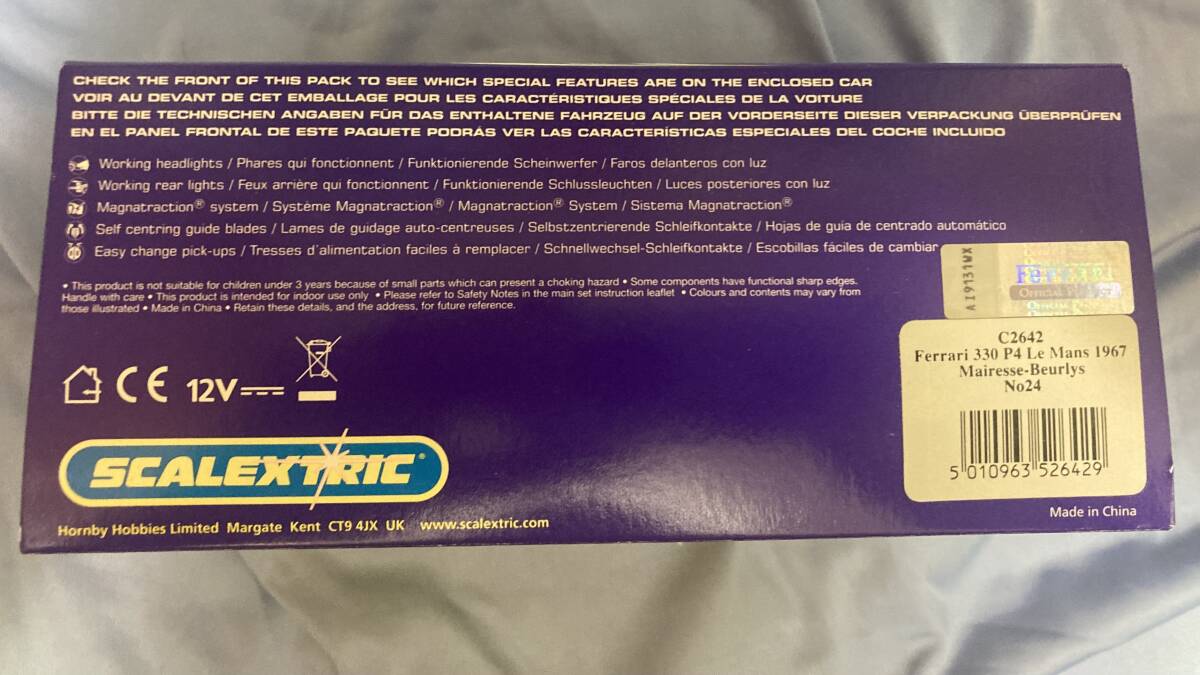 CHECK THE FRONT OF THIS PACK TO SEE WHICH SPECIAL FEATURES ARE ON THE ENCLOSED CAR
VOIR AU DEVANT DE CET EMBALLAGE POUR LES CARACTÉRISTIQUES SPÉCIALES DE LA VOITURE
BITTE DIE TECHNISCHEN ANGABEN FÜR DAS ENTHALTENE FAHRZEUG AUF DER VORDERSEITE DIESER VERPACKUNG ÜBERPRÜFEN
EN EL PANEL FRONTAL DE ESTE PAQUETE PODRÁS VER LAS CARACTERÍSTICAS ESPECIALES DEL COCHE INCLUIDO
Working headlights / Phares qui fonctionnent / Funktionierende Scheinwerfer / Faros delanteros con luz
Working rear lights / Feux arrière qui fonctionnent / Funktionierende Schlussleuchten / Luces posteriores con luz
Magnatraction® system / Système Magnatraction® / Magnatraction® System / Sistema Magnatraction®
Self centring guide blades / Lames de guidage auto-centreuses / Selbstzentrierende Schleifkontakte / Hojas de guía de centrado automático
Easy change pick-ups / Tresses d'alimentation faciles à remplacer / Schnellwechsel-Schleifkontakte / Escobillas fáciles de cambiar
• This product is not suitable for children under 3 years because of small parts which can present a choking hazard • Some components have functional sharp edges.
Handle with care • This product is intended for indoor use only • Please refer to Safety Notes in the main set instruction leaflet • Colours and contents may vary from
those illustrated • Made in China • Retain these details, and the address, for future reference.
AI9131WX
Ferrari
Official
CE 12V
C2642
Ferrari 330 P4 Le Mans 1967
Mairesse-Beurlys
No24
5 010963 526429
SCALEXTRIC®
Hornby Hobbies Limited Margate Kent CT9 4JX UK www.scalextric.com
Made in China